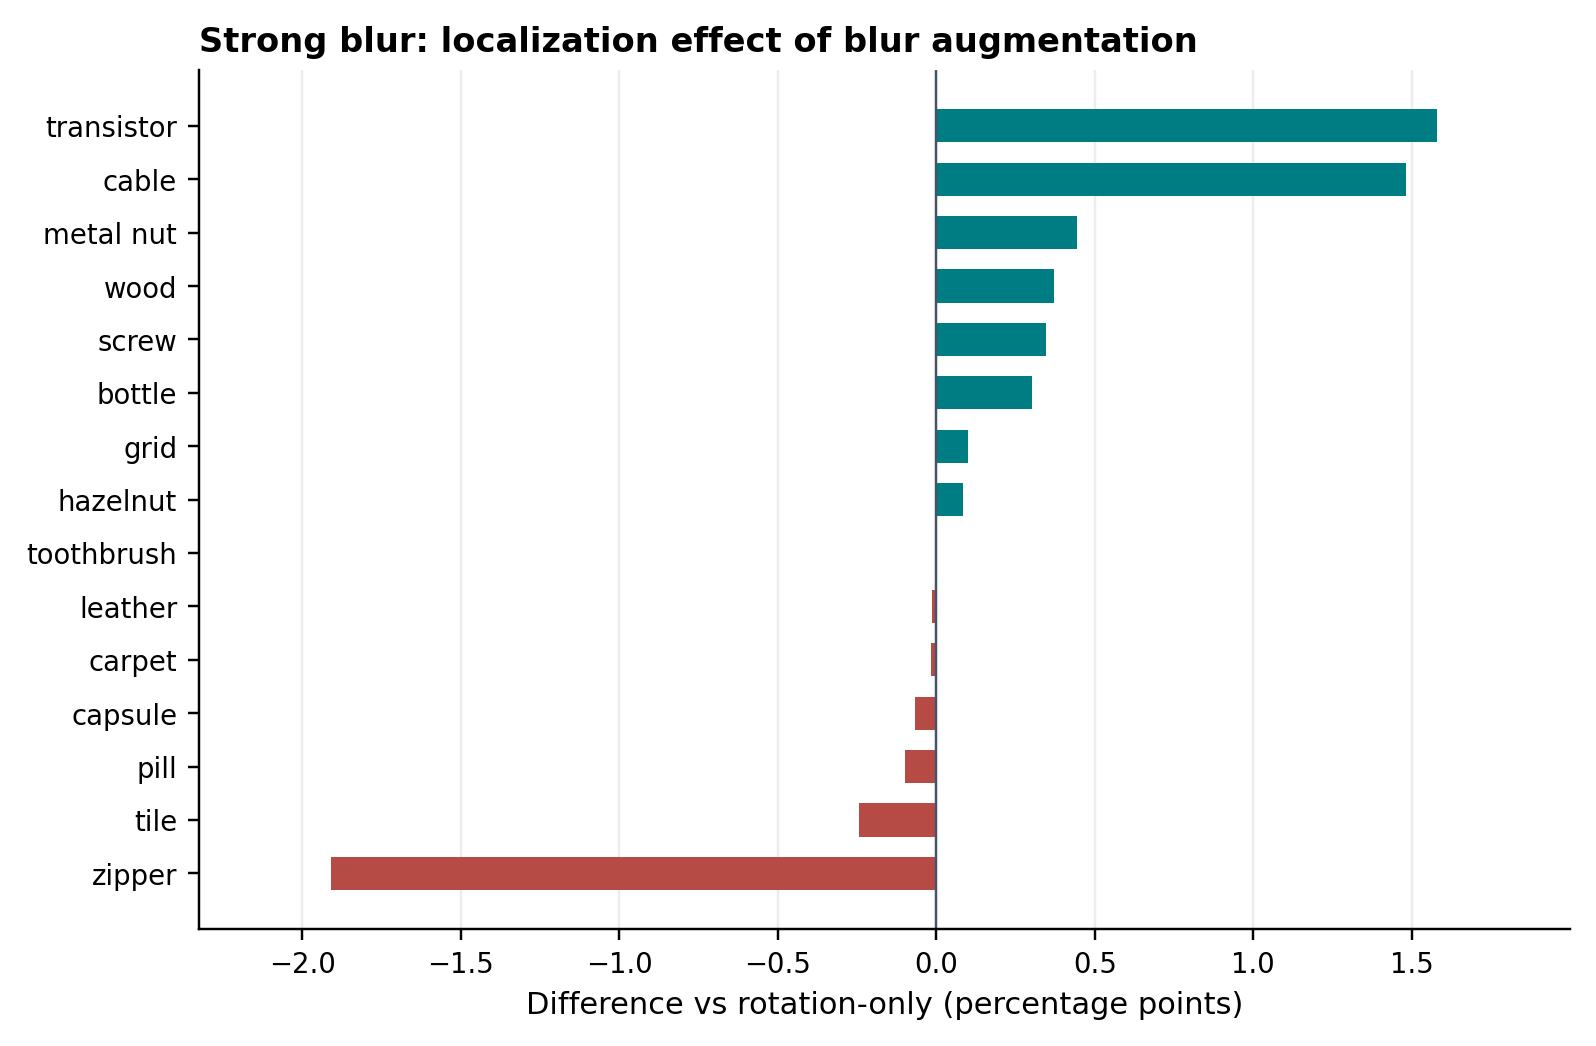 Strong blur: localization effect of blur augmentation
transistor
cable
metal nut
wood
screw
bottle
grid
hazelnut
toothbrush
leather
carpet
capsule
pill
tile
zipper
−2.0 −1.5 −1.0 −0.5 0.0 0.5 1.0 1.5
Difference vs rotation-only (percentage points)